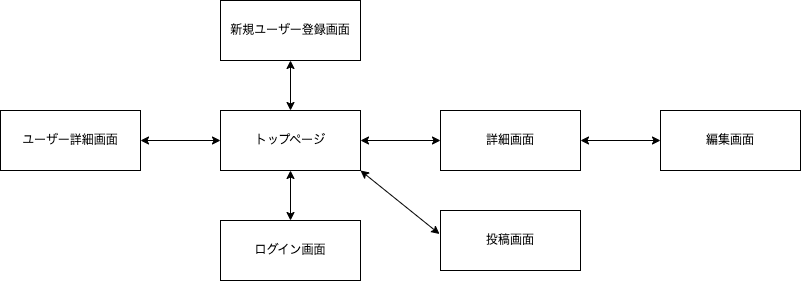 新規ユーザー登録画面
ユーザー詳細画面
トップページ
詳細画面
編集画面
ログイン画面
投稿画面